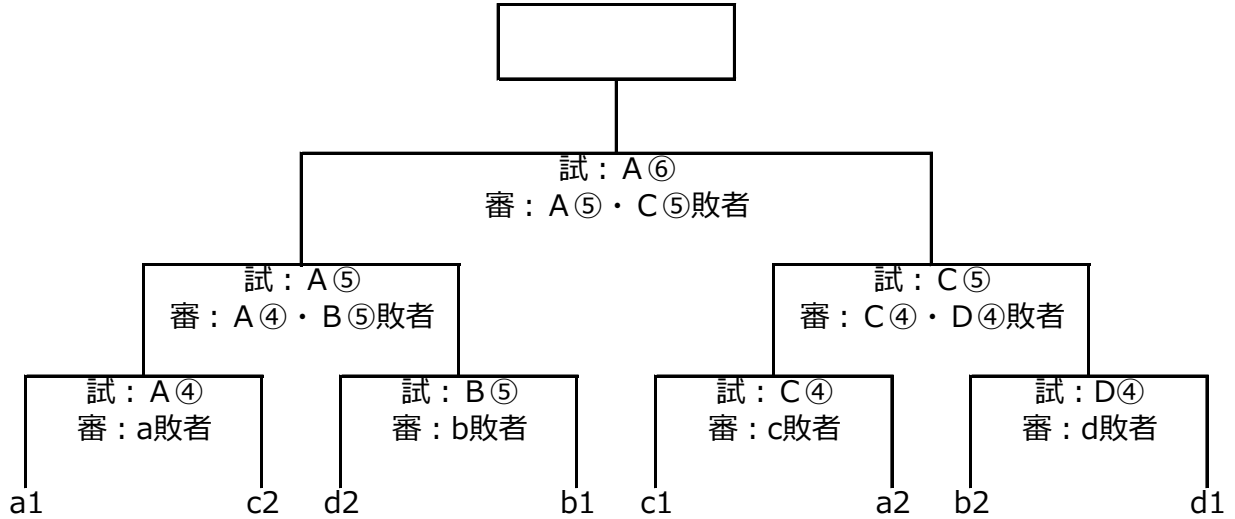 試：A⑥
審：A⑤・C⑤敗者
試：A⑤
審：A④・B⑤敗者
試：C⑤
審：C④・D④敗者
試：A④
審：a敗者
試：B⑤
審：b敗者
試：C④
審：c敗者
試：D④
審：d敗者
a1 c2 d2 b1 c1 a2 b2 d1